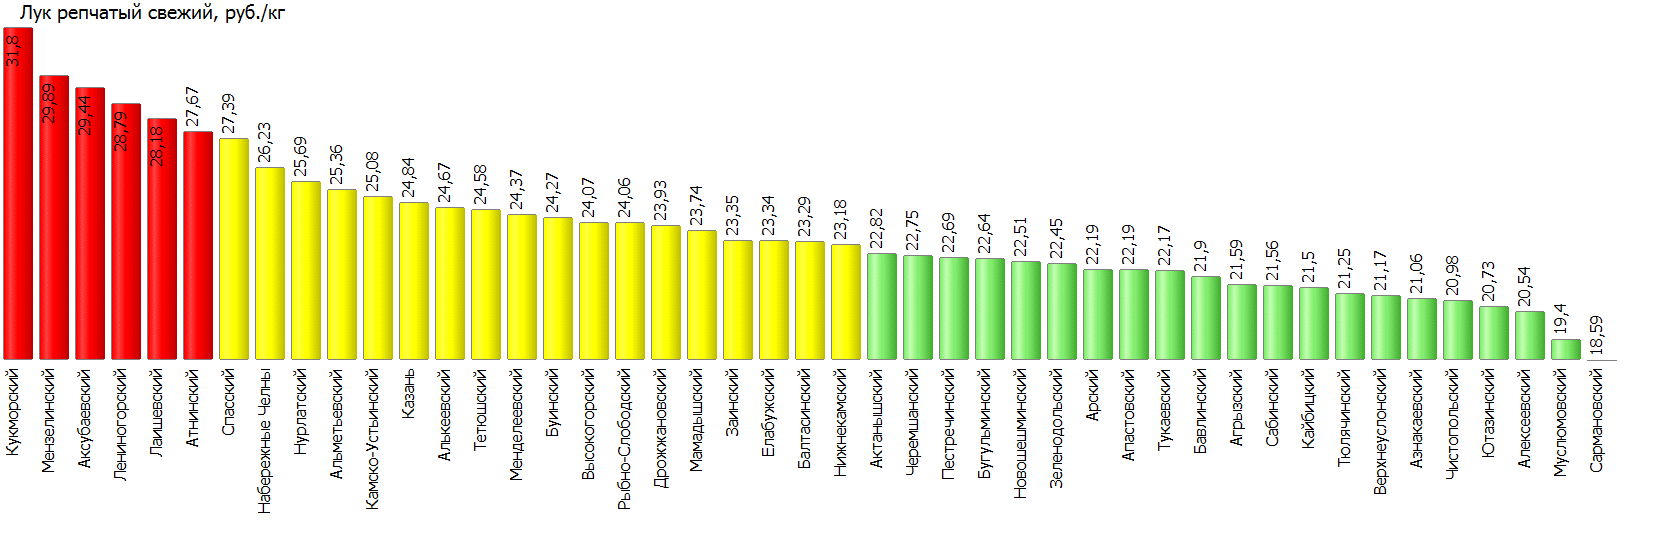 Лук репчатый свежий, руб./кг
31,8
29,89
29,44
28,79
28,18
27,67
27,39
26,23
25,69
25,36
25,08
24,84
24,67
24,58
24,37
24,27
24,07
24,06
23,93
23,74
23,35
23,34
23,29
23,18
22,82
22,75
22,69
22,64
22,51
22,45
22,19
22,19
22,17
21,9
21,59
21,56
21,5
21,25
21,17
21,06
20,98
20,73
20,54
19,4
18,59
Кукморский
Мензелинский
Аксубаевский
Лениногорский
Лаишевский
Атнинский
Спасский
Набережные Челны
Нурлатский
Альметьевский
Камско-Устьинский
Казань
Алькеевский
Тетюшский
Менделеевский
Буинский
Высокогорский
Рыбно-Слободский
Дрожжановский
Мамадышский
Заинский
Елабужский
Балтасинский
Нижнекамский
Актанышский
Черемшанский
Пестречинский
Бугульминский
Новошешминский
Зеленодольский
Арский
Апастовский
Тукаевский
Бавлинский
Агрызский
Сабинский
Кайбицкий
Тюлячинский
Верхнеуслонский
Азнакаевский
Чистопольский
Ютазинский
Алексеевский
Муслюмовский
Сармановский